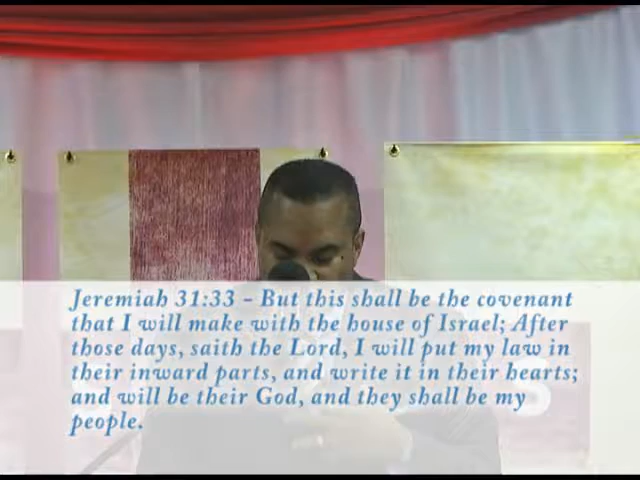 Jeremiah 31:33 - But this shall be the covenant
that I will make with the house of Israel; After
those days, saith the Lord, I will put my law in
their inward parts, and write it in their hearts;
and will be their God, and they shall be my
people.